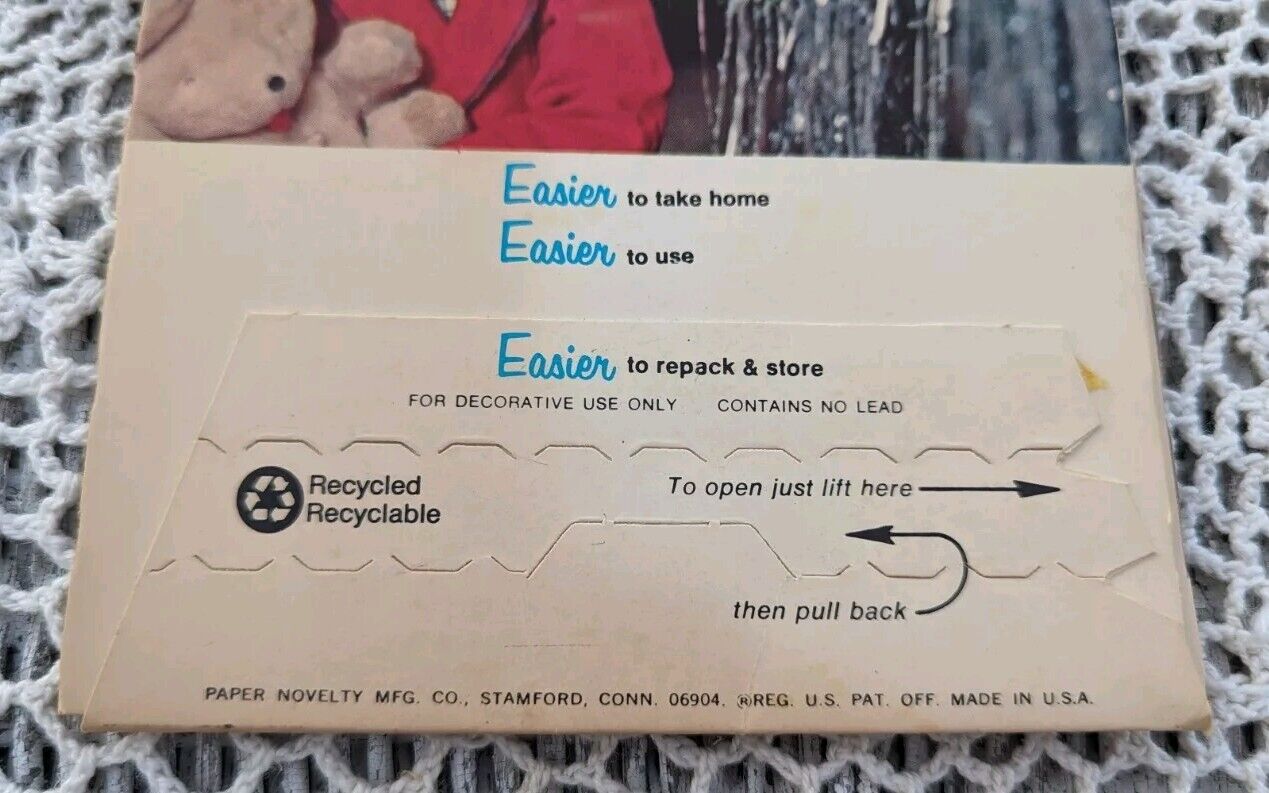 Easier to take home
Easier to use
Easier to repack & store
FOR DECORATIVE USE ONLY CONTAINS NO LEAD
Recycled
Recyclable
To open just lift here
then pull back
PAPER NOVELTY MFG. CO., STAMFORD, CONN. 06904. ®REG. U.S. PAT. OFF. MADE IN U.S.A.